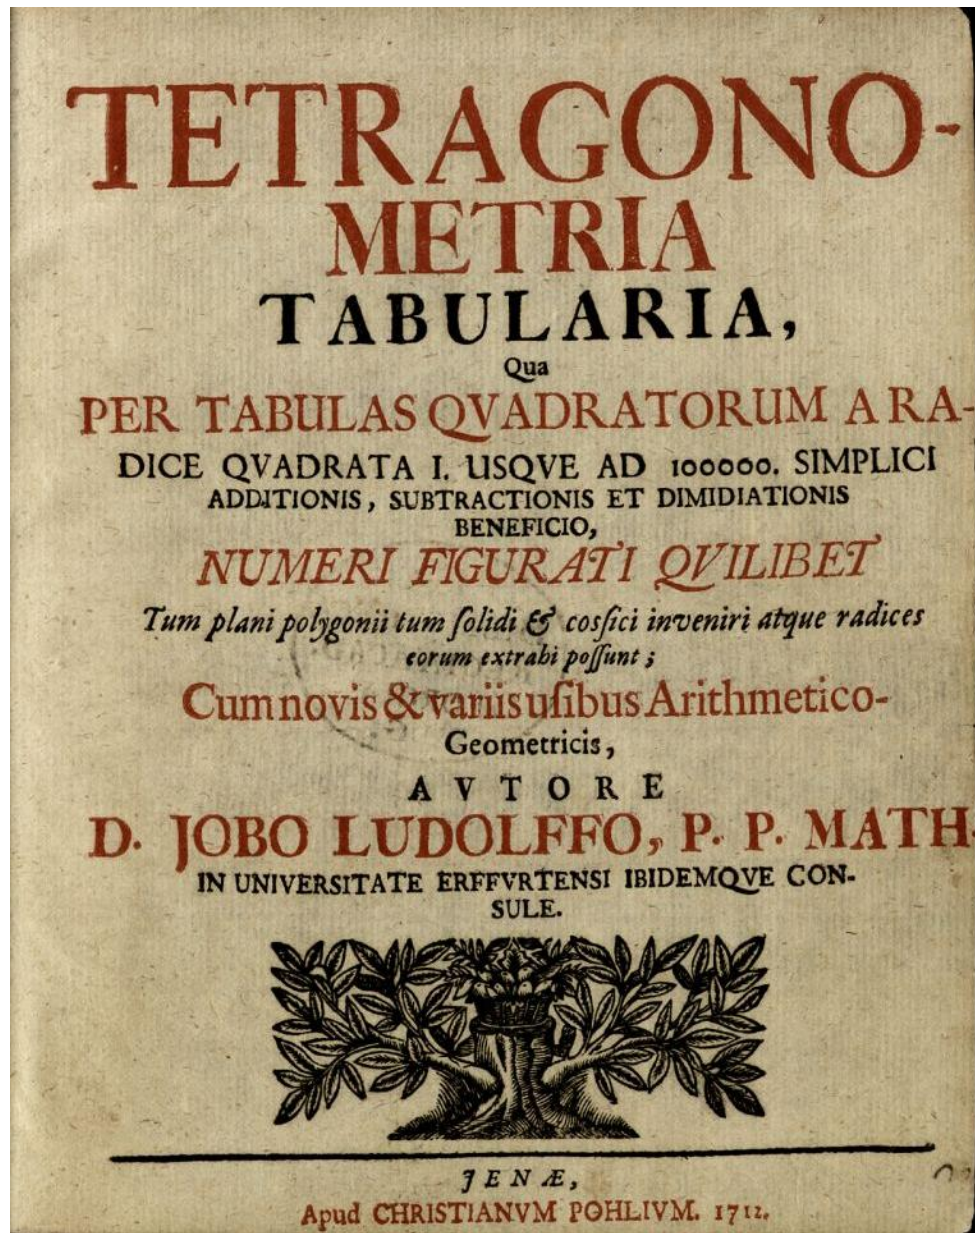 TETRAGONO-
METRIA
TABULARIA,
Qua
PER TABULAS QVADRATORUM A RA-
DICE QVADRATA I. USQVE AD 100000. SIMPLICI
ADDITIONIS, SUBTRACTIONIS ET DIMIDIATIONIS
BENEFICIO,
NUMERI FIGURATI QVILIBET
Tum plani polygonii tum ſolidi & cosſici inveniri atque radices
eorum extrahi poſſunt;
Cum novis & variis uſibus Arithmetico-
Geometricis,
AVTORE
D. JOBO LUDOLFFO, P. P. MATH
IN UNIVERSITATE ERFFVRTENSI IBIDEMQVE CON-
SULE.
JENÆ,
Apud CHRISTIANVM POHLIVM. 1712.